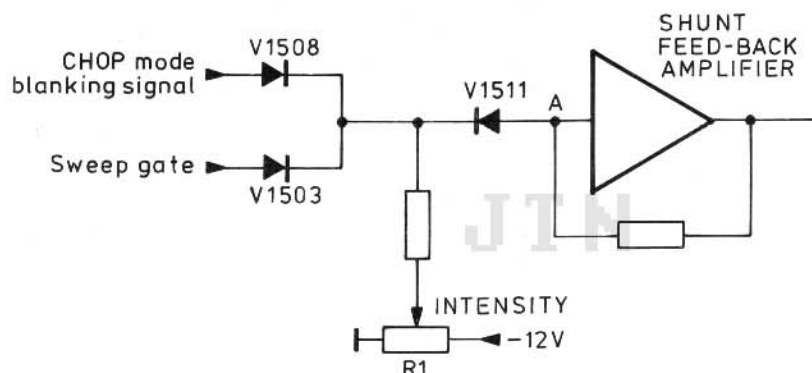 CHOP mode
blanking signal
V1508
Sweep gate
V1503
V1511
A
SHUNT
FEED-BACK
AMPLIFIER
JTN
INTENSITY
-12V
R1